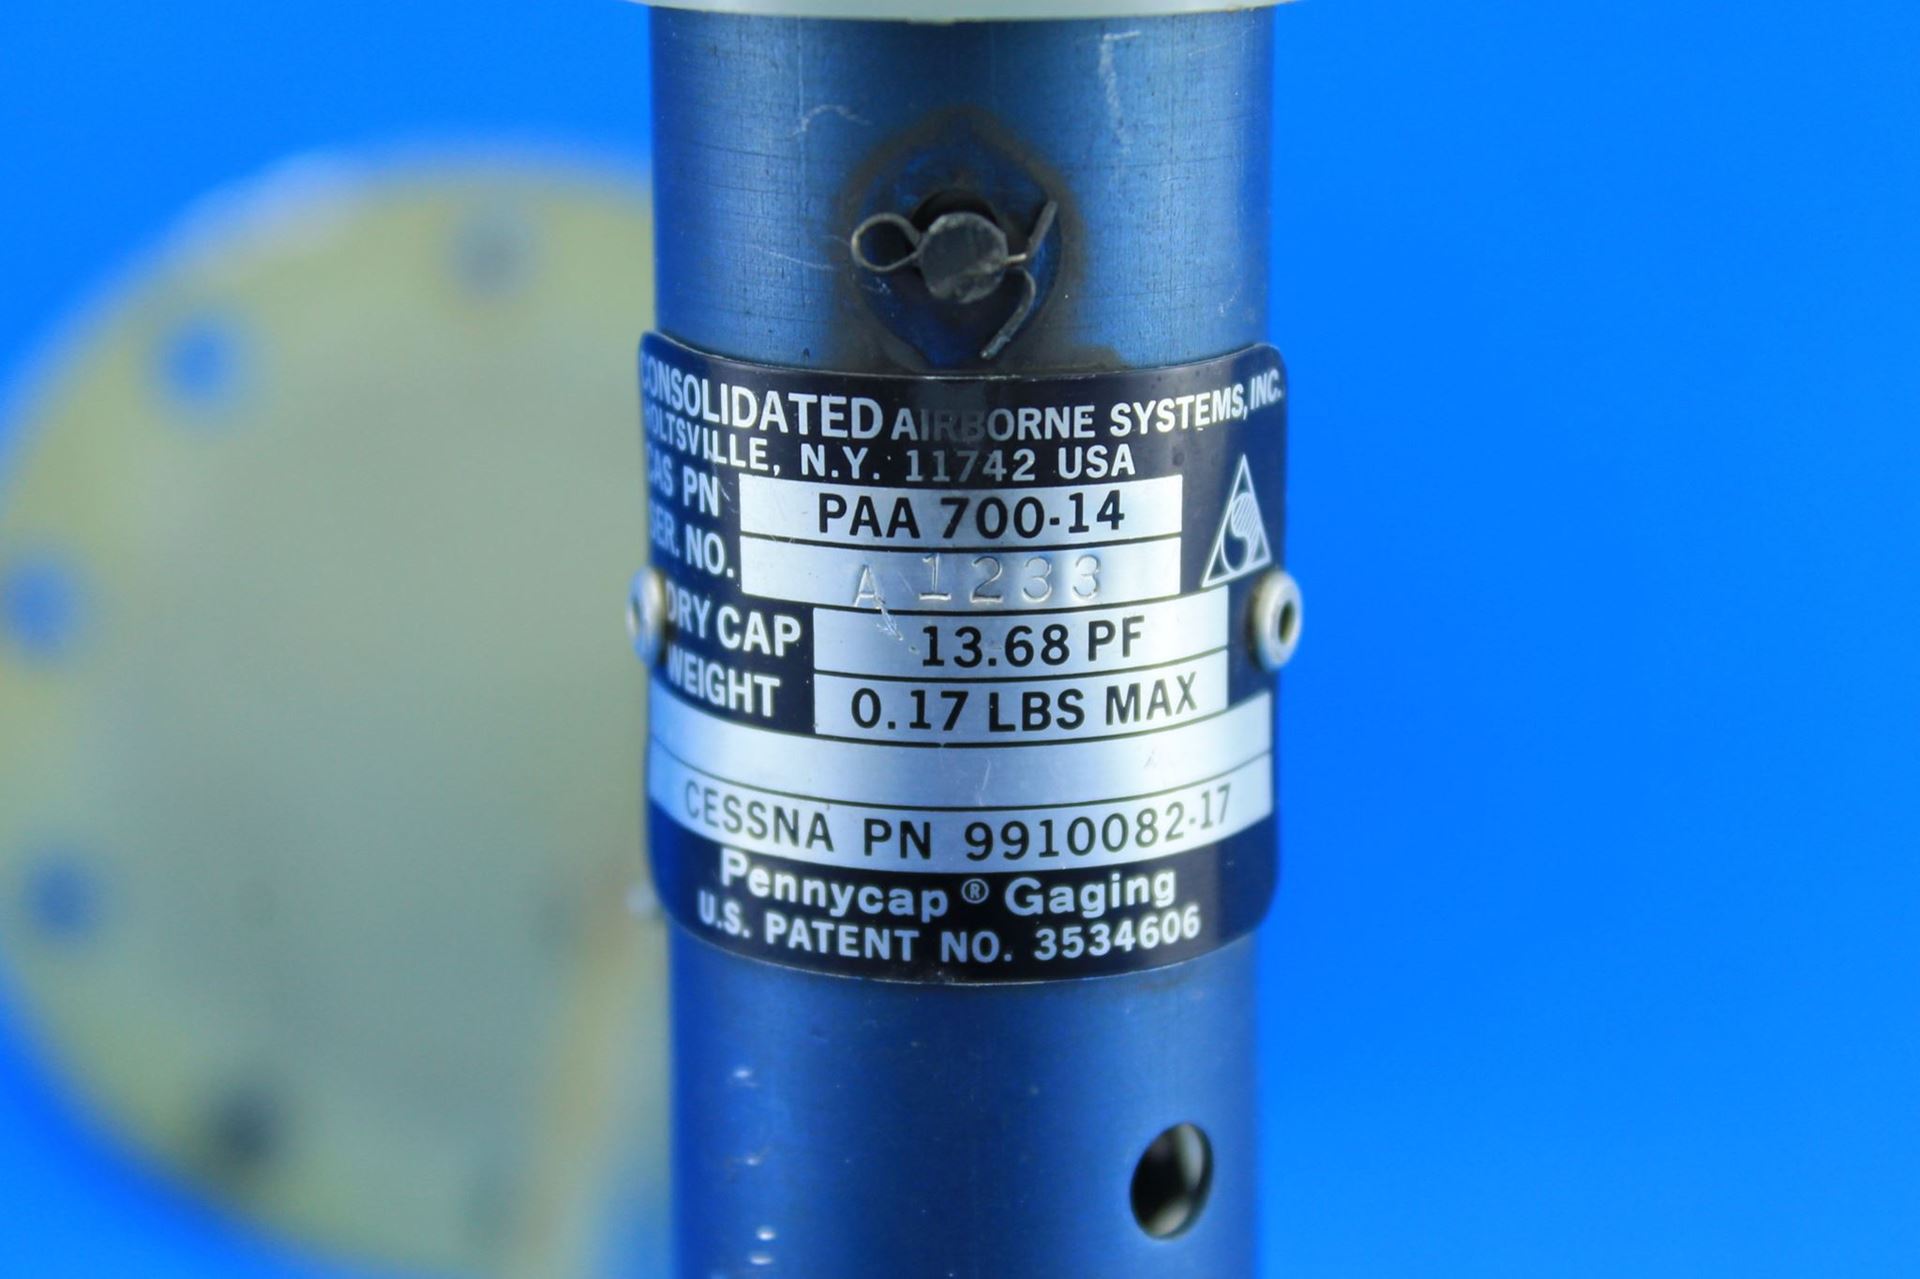 CONSOLIDATED AIRBORNE SYSTEMS, INC.
HOLTSVILLE, N.Y. 11742 USA
CAS PN PAA 700-14
SER. NO. A 1233
DRY CAP 13.68 PF
WEIGHT 0.17 LBS MAX
CESSNA PN 9910082-17
Pennycap® Gaging
U.S. PATENT NO. 3534606